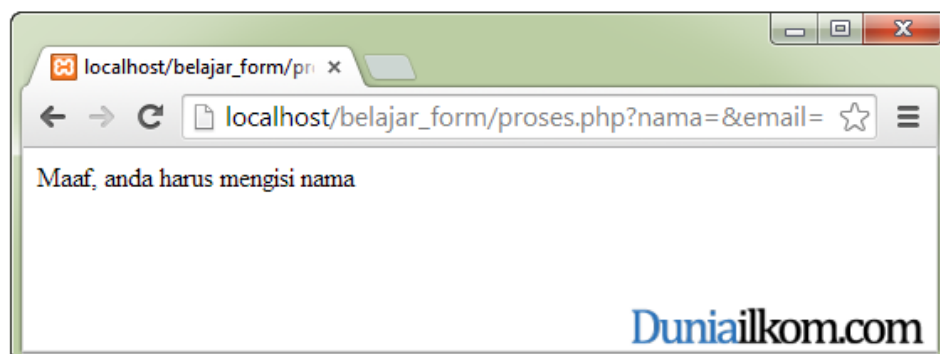 localhost/belajar_form/pr
localhost/belajar_form/proses.php?nama=&email=
Maaf, anda harus mengisi nama
Duniailkom.com